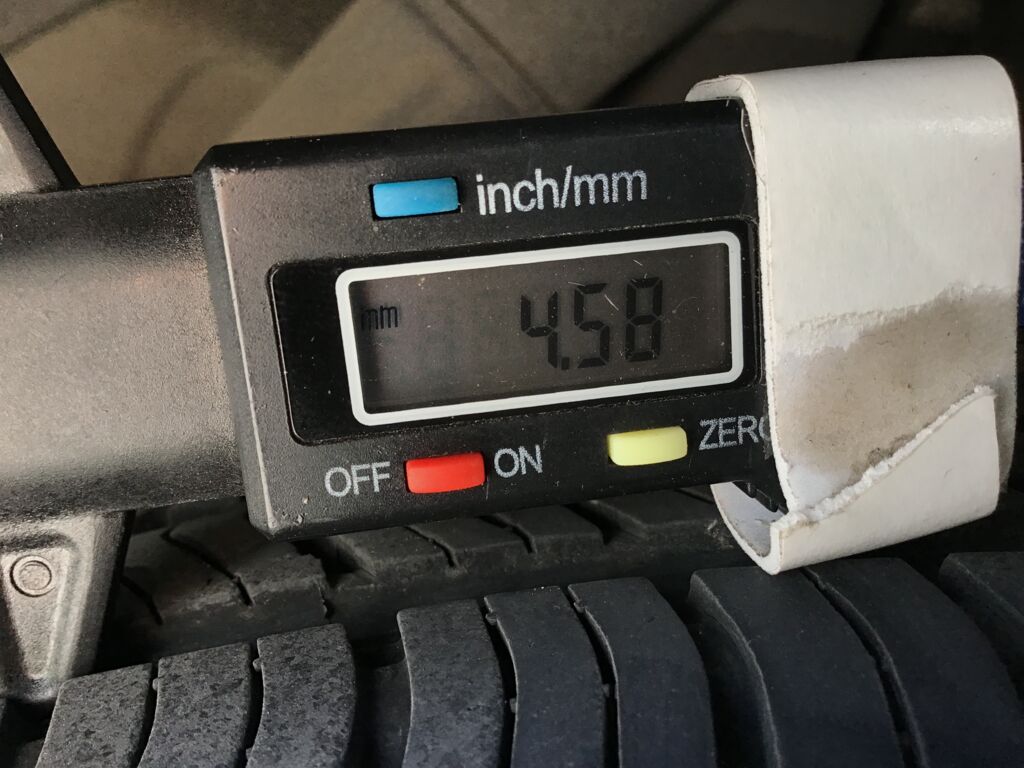 inch/mm
mm 4.58
OFF ON ZERO